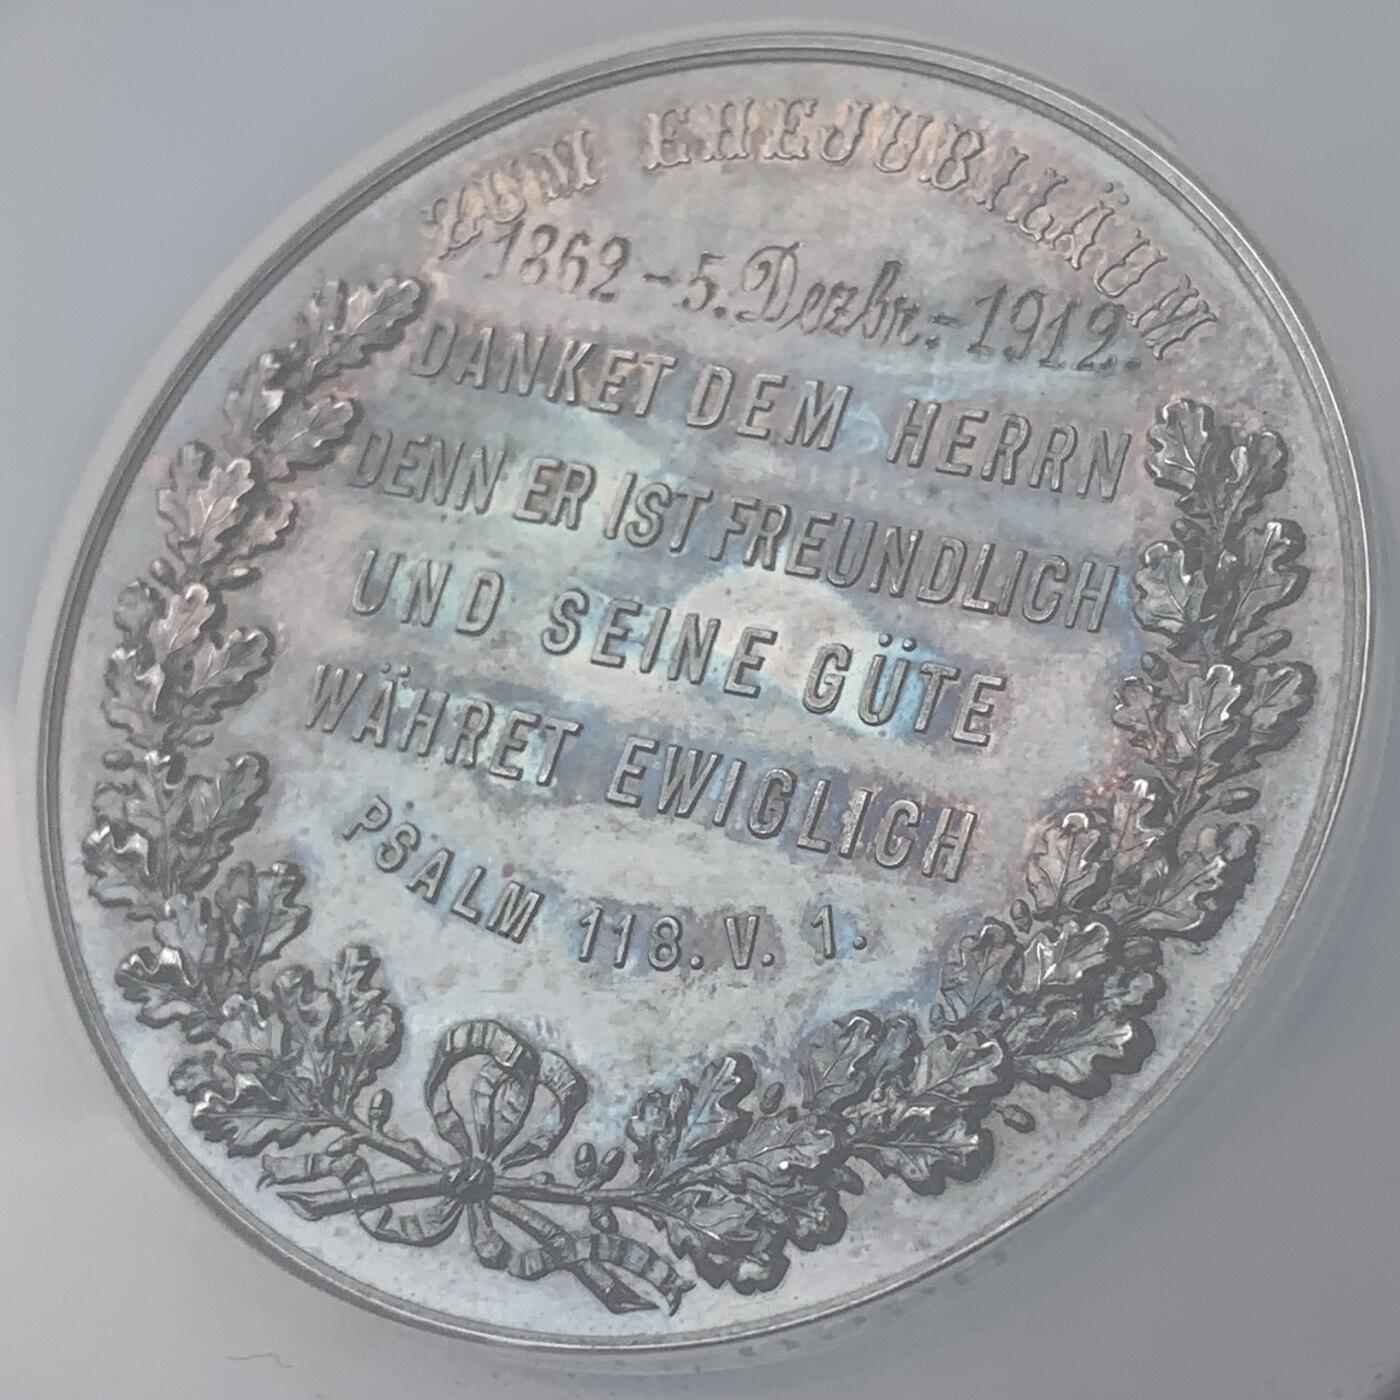 ZUM EHEJUBILÄUM
1862 - 5. Dezbr. - 1912.
DANKET DEM HERRN
DENN ER IST FREUNDLICH
UND SEINE GÜTE
WÄHRET EWIGLICH
PSALM 118. V. 1.